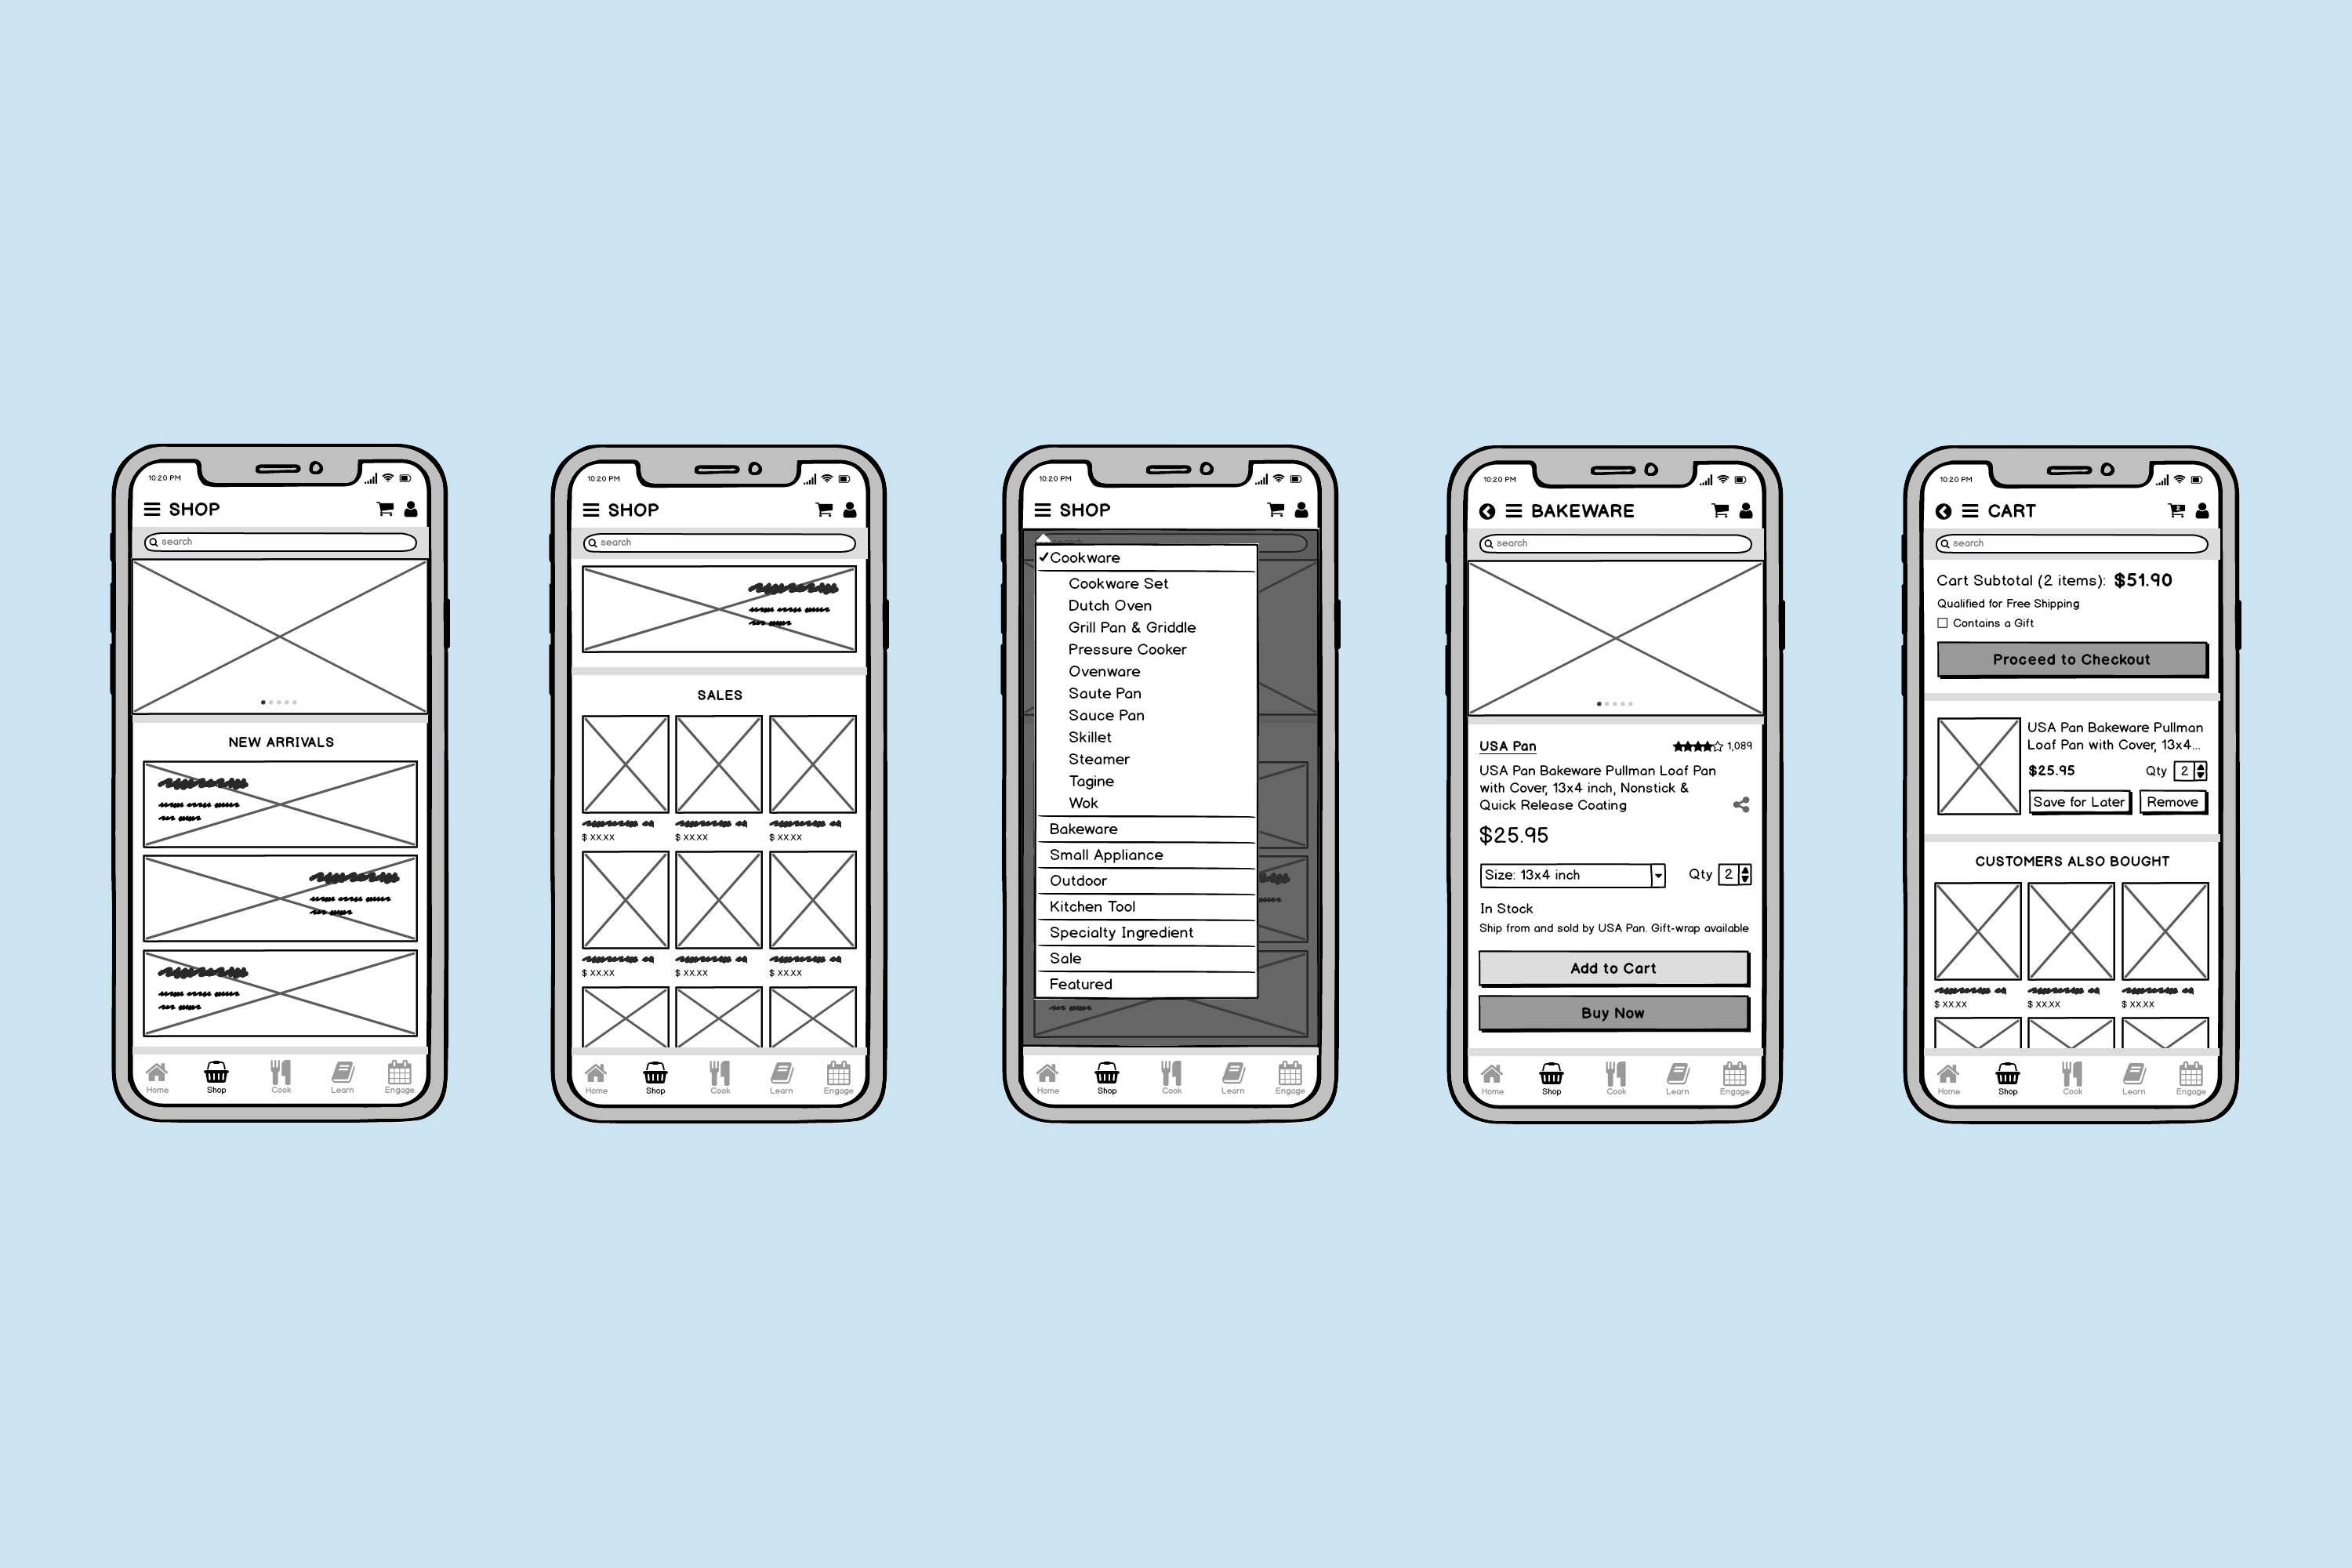 10:20 PM
SHOP
search
NEW ARRIVALS
Home
Shop
Cook
Learn
Engage
10:20 PM
SHOP
search
SALES
$ XX.XX
$ XX.XX
$ XX.XX
$ XX.XX
$ XX.XX
$ XX.XX
Home
Shop
Cook
Learn
Engage
10:20 PM
SHOP
search
Cookware
Cookware Set
Dutch Oven
Grill Pan & Griddle
Pressure Cooker
Ovenware
Saute Pan
Sauce Pan
Skillet
Steamer
Tagine
Wok
Bakeware
Small Appliance
Outdoor
Kitchen Tool
Specialty Ingredient
Sale
Featured
Home
Shop
Cook
Learn
Engage
10:20 PM
BAKEWARE
search
USA Pan
1,089
USA Pan Bakeware Pullman Loaf Pan
with Cover, 13x4 inch, Nonstick &
Quick Release Coating
$25.95
Size: 13x4 inch
Qty 2
In Stock
Ship from and sold by USA Pan. Gift-wrap available
Add to Cart
Buy Now
Home
Shop
Cook
Learn
Engage
10:20 PM
CART
2
search
Cart Subtotal (2 items): $51.90
Qualified for Free Shipping
Contains a Gift
Proceed to Checkout
USA Pan Bakeware Pullman
Loaf Pan with Cover, 13x4...
$25.95
Qty 2
Save for Later
Remove
CUSTOMERS ALSO BOUGHT
$ XX.XX
$ XX.XX
$ XX.XX
Home
Shop
Cook
Learn
Engage